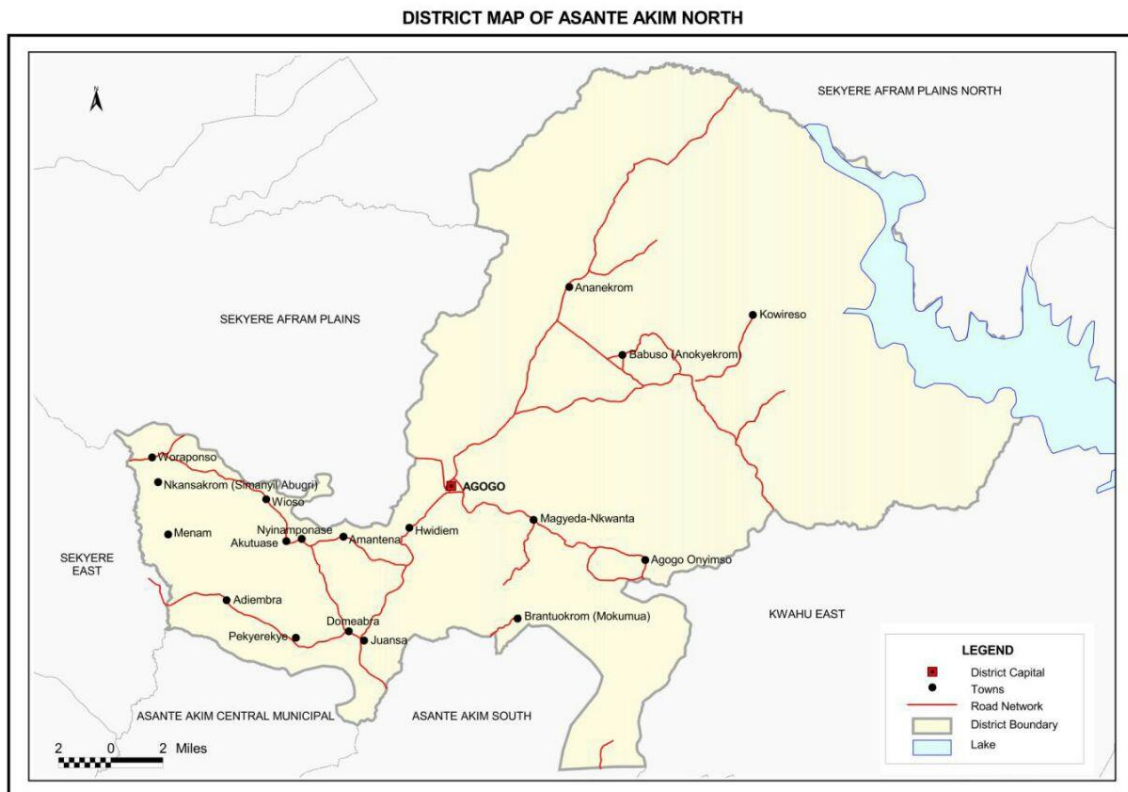 DISTRICT MAP OF ASANTE AKIM NORTH
SEKYERE AFRAM PLAINS NORTH
Ananekrom
Kowireso
SEKYERE AFRAM PLAINS
Babuso (Anokyekrom)
Woraponso
Nkansakrom (Simanyil Abugri)
AGOGO
Wioso
Magyeda-Nkwanta
Nyinamponase
Hwidiem
Menam
Akutuase
Amantena
SEKYERE
EAST
Agogo Onyimso
Adiembra
KWAHU EAST
Domeabra
Brantuokrom (Mokumua)
Pekyerekye
Juansa
LEGEND
District Capital
Towns
Road Network
District Boundary
Lake
ASANTE AKIM CENTRAL MUNICIPAL
ASANTE AKIM SOUTH
2 0 2 Miles